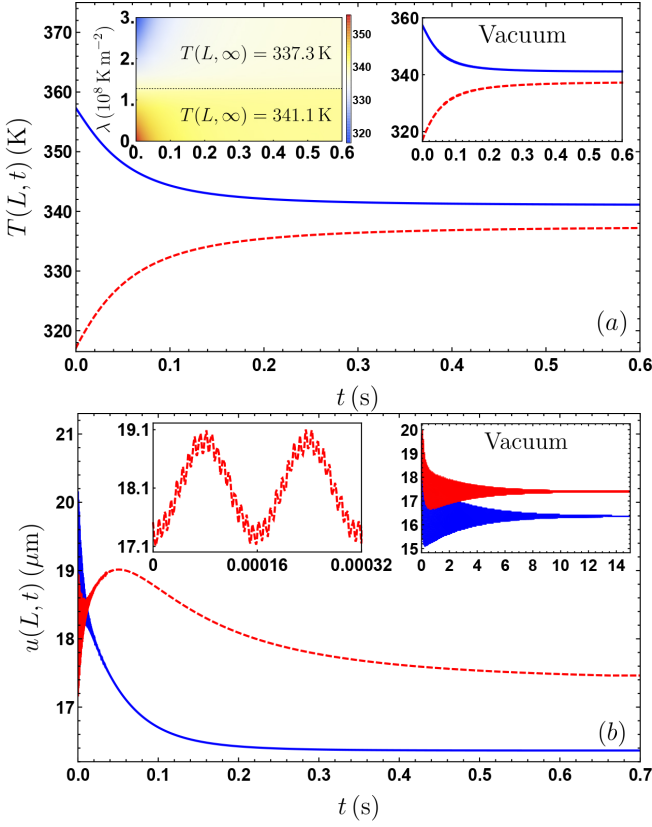 370
360
350
340
330
320
T(L, t) (K)
0.0 0.1 0.2 0.3 0.4 0.5 0.6
t (s)
(a)
3.
2.
1.
0
λ (10⁸ K m⁻²)
T(L, ∞) = 337.3 K
T(L, ∞) = 341.1 K
0.0 0.1 0.2 0.3 0.4 0.5 0.6
350
340
330
320
Vacuum
360
340
320
0.0 0.1 0.2 0.3 0.4 0.5 0.6
21
20
19
18
17
u(L, t) (μm)
0.0 0.1 0.2 0.3 0.4 0.5 0.6 0.7
t (s)
(b)
19.1
18.1
17.1
0 0.00016 0.00032
Vacuum
20
19
18
17
16
15
0 2 4 6 8 10 12 14